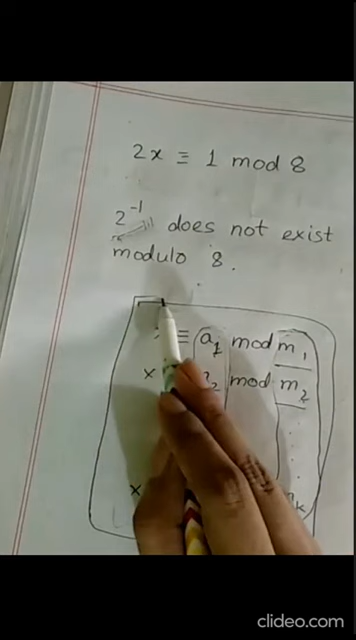 2x ≡ 1 mod 8
2⁻¹ does not exist
modulo 8.
≡ a₁ mod m₁
x mod m₂
x k
clideo.com